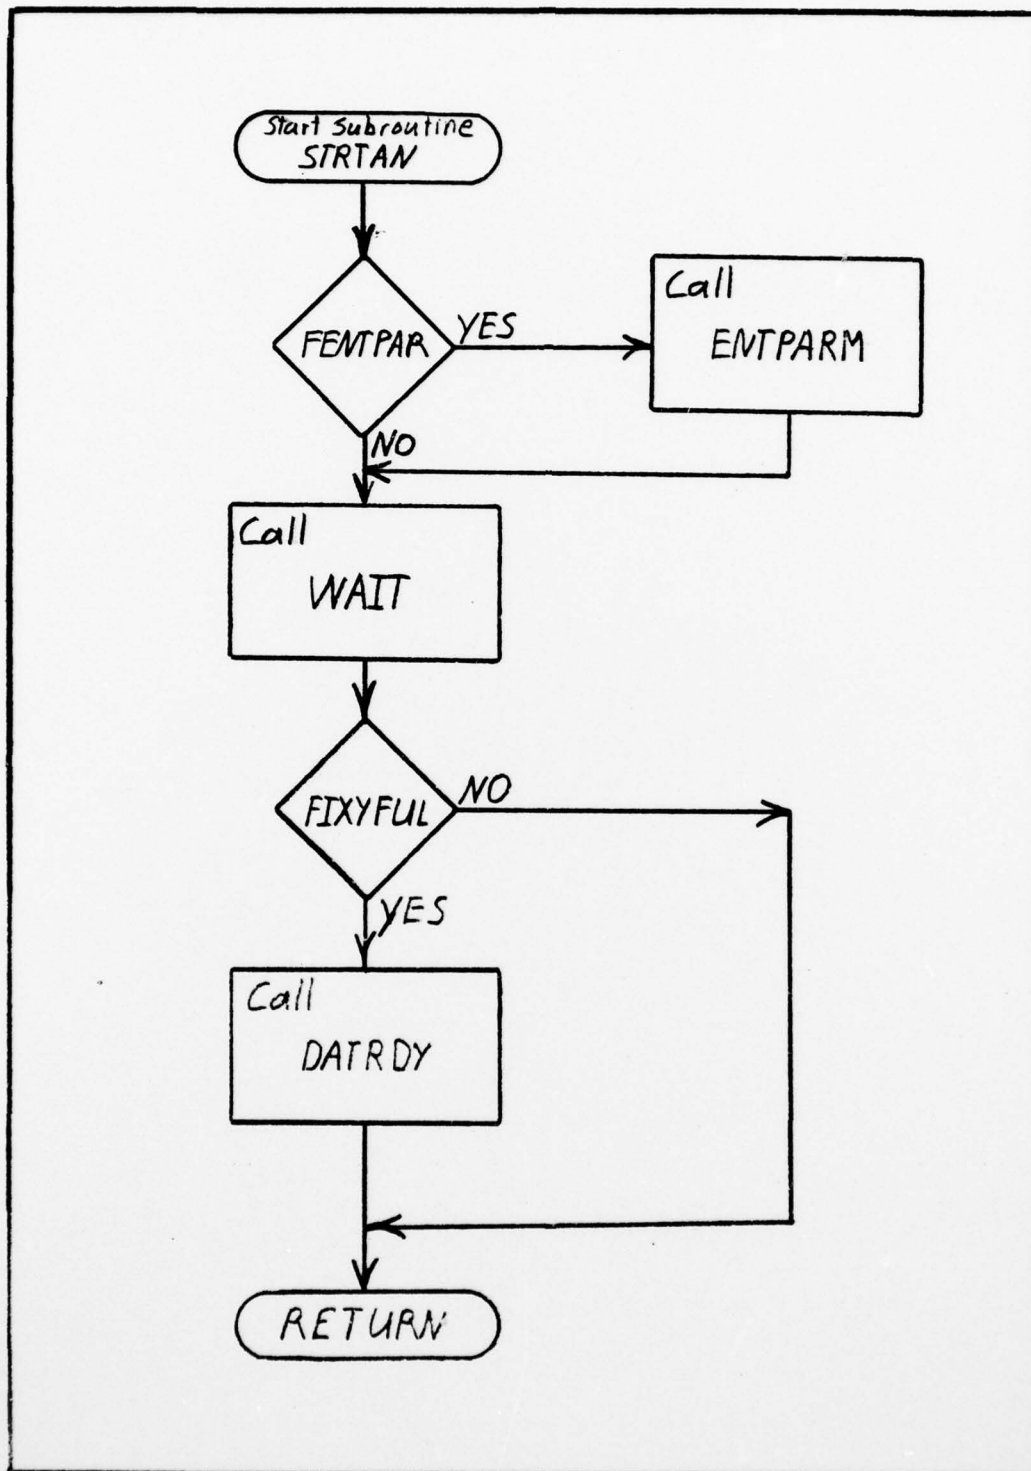 Start Subroutine
STRTAN
FENTPAR
YES
Call
ENTPARM
NO
Call
WAIT
FIXYFUL
NO
YES
Call
DATRDY
RETURN